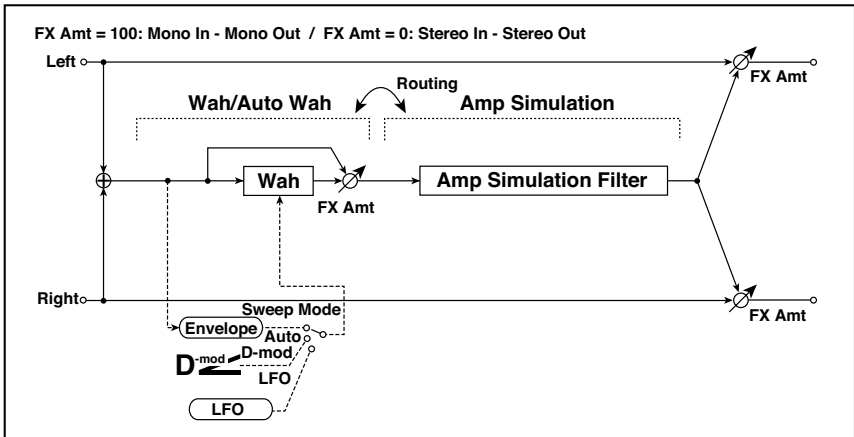 FX Amt = 100: Mono In - Mono Out / FX Amt = 0: Stereo In - Stereo Out
Left
FX Amt
Routing
Wah/Auto Wah
Amp Simulation
Wah
FX Amt
Amp Simulation Filter
Right
FX Amt
Sweep Mode
Envelope
Auto
D-mod
D-mod
LFO
LFO